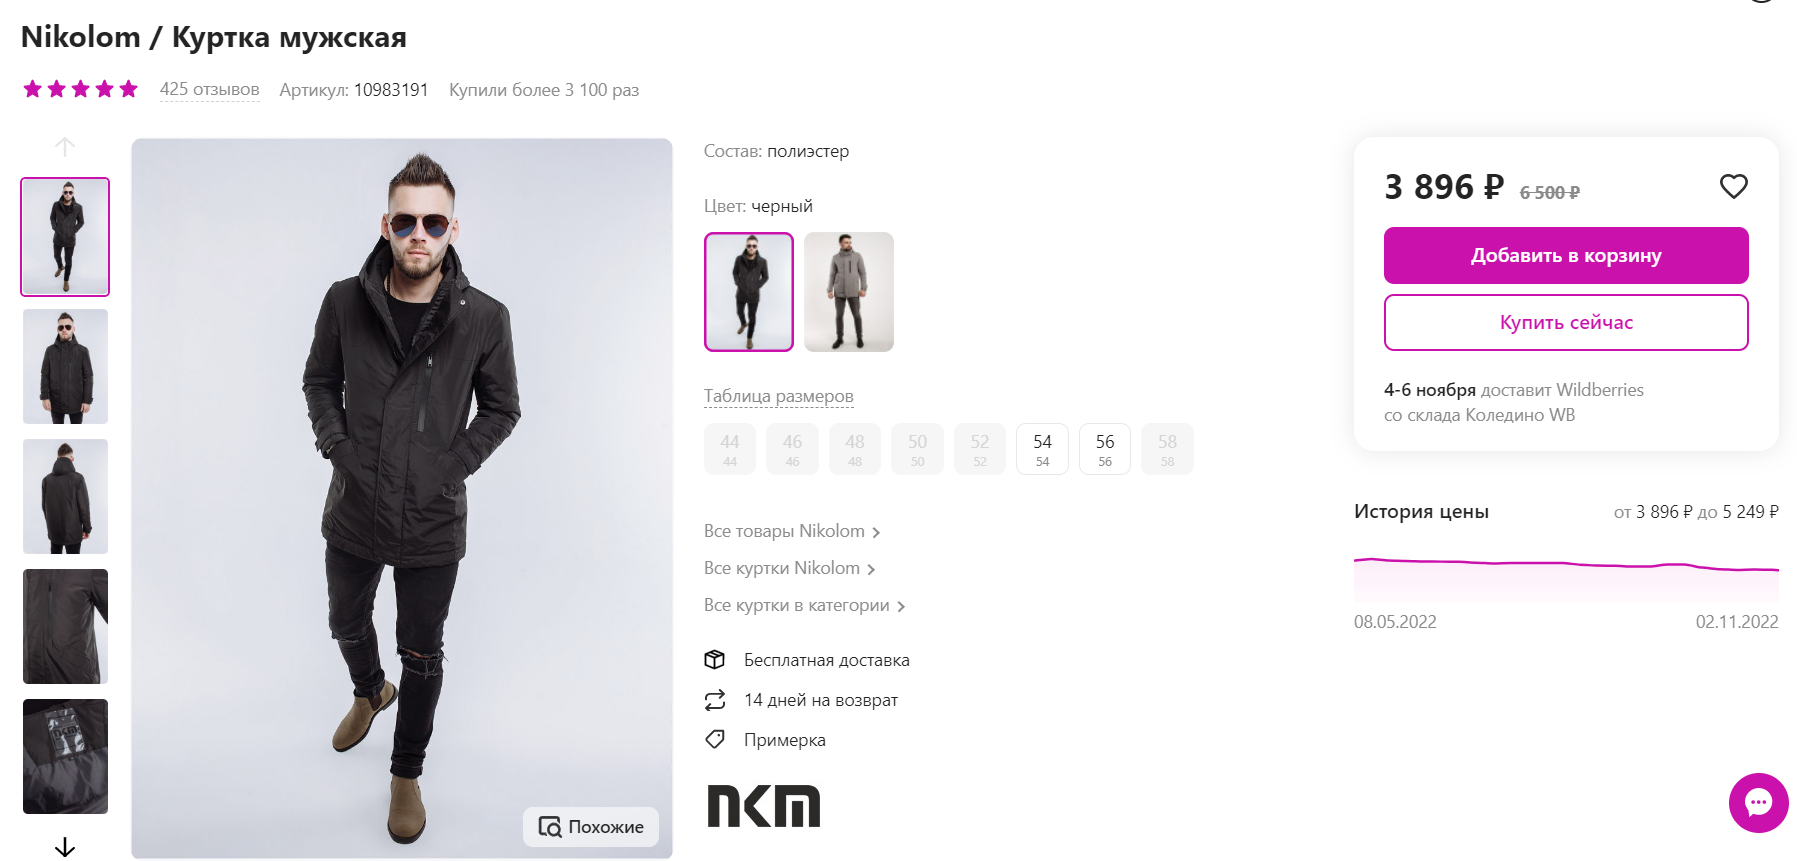 Nikolom / Куртка мужская
425 отзывов Артикул: 10983191 Купили более 3 100 раз
Состав: полиэстер
Цвет: черный
Таблица размеров
44 46 48 50 52 54 56 58
44 46 48 50 52 54 56 58
Все товары Nikolom
Все куртки Nikolom
Все куртки в категории
Бесплатная доставка
14 дней на возврат
Примерка
nkm
Похожие
3 896 ₽ 6 500 ₽
Добавить в корзину
Купить сейчас
4-6 ноября доставит Wildberries
со склада Коледино WB
История цены от 3 896 ₽ до 5 249 ₽
08.05.2022 02.11.2022